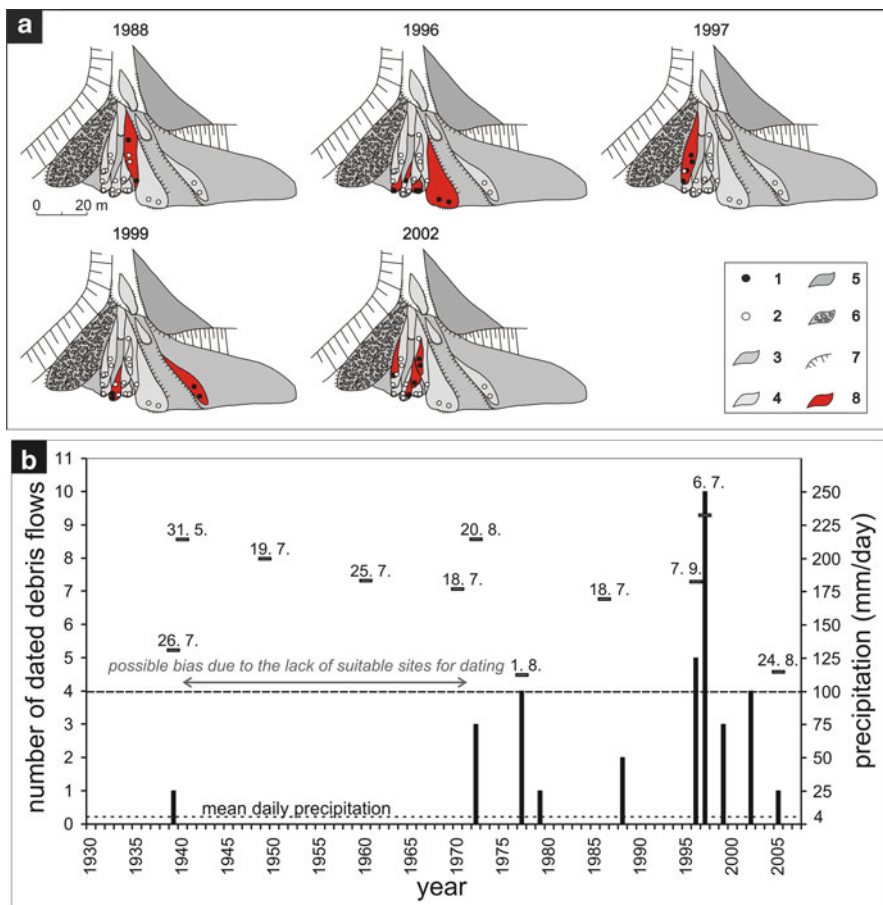 a
1988 1996 1997
0 20 m
1999 2002
1 5
2 6
3 7
4 8
b
number of dated debris flows
11
10
9
8
7
6
5
4
3
2
1
0
6. 7.
31. 5. 20. 8.
19. 7.
25. 7. 18. 7. 7. 9.
18. 7.
26. 7.
possible bias due to the lack of suitable sites for dating
1. 8. 24. 8.
mean daily precipitation
250
225
200
175
150
125
100
75
50
25
4
precipitation (mm/day)
1930 1935 1940 1945 1950 1955 1960 1965 1970 1975 1980 1985 1990 1995 2000 2005
year